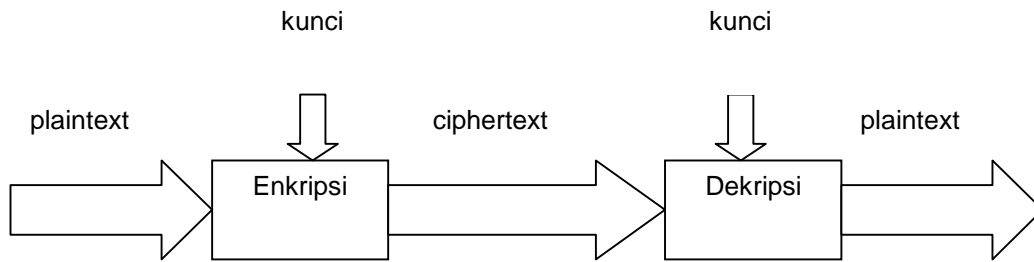 kunci
kunci
plaintext
ciphertext
plaintext
Enkripsi
Dekripsi